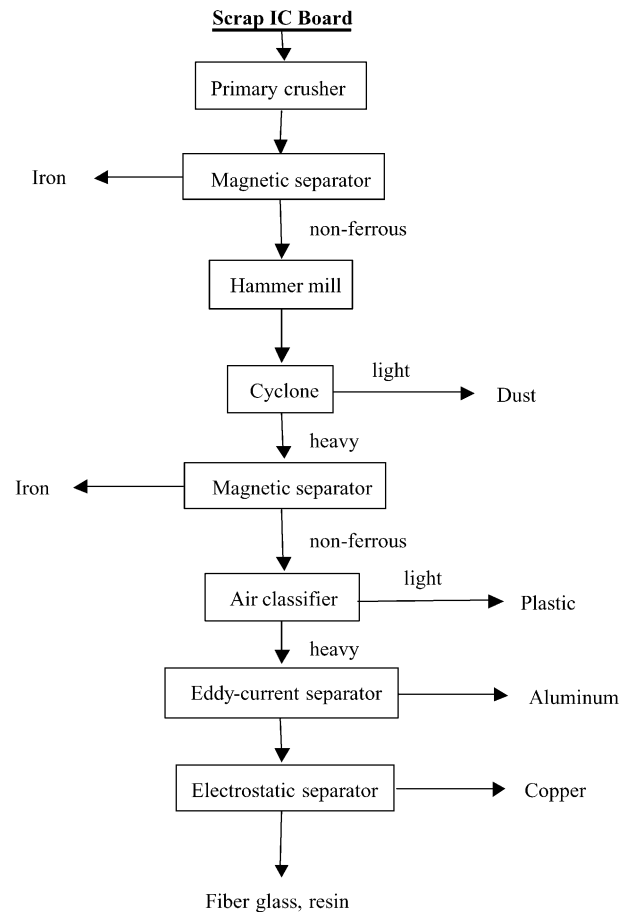 Scrap IC Board
Primary crusher
Iron
Magnetic separator
non-ferrous
Hammer mill
light
Cyclone
Dust
heavy
Iron
Magnetic separator
non-ferrous
light
Air classifier
Plastic
heavy
Eddy-current separator
Aluminum
Electrostatic separator
Copper
Fiber glass, resin